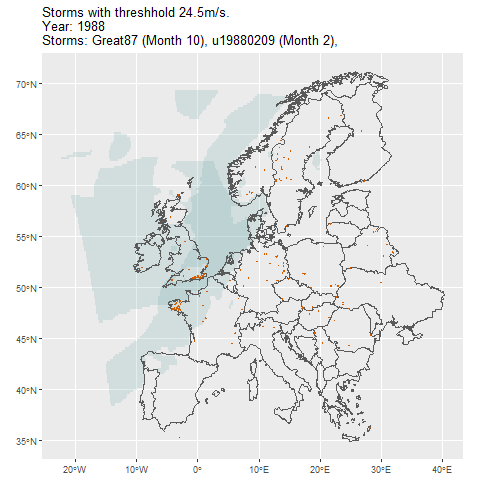 Storms with threshhold 24.5m/s.
Year: 1988
Storms: Great87 (Month 10), u19880209 (Month 2),
70°N
65°N
60°N
55°N
50°N
45°N
40°N
35°N
20°W 10°W 0° 10°E 20°E 30°E 40°E